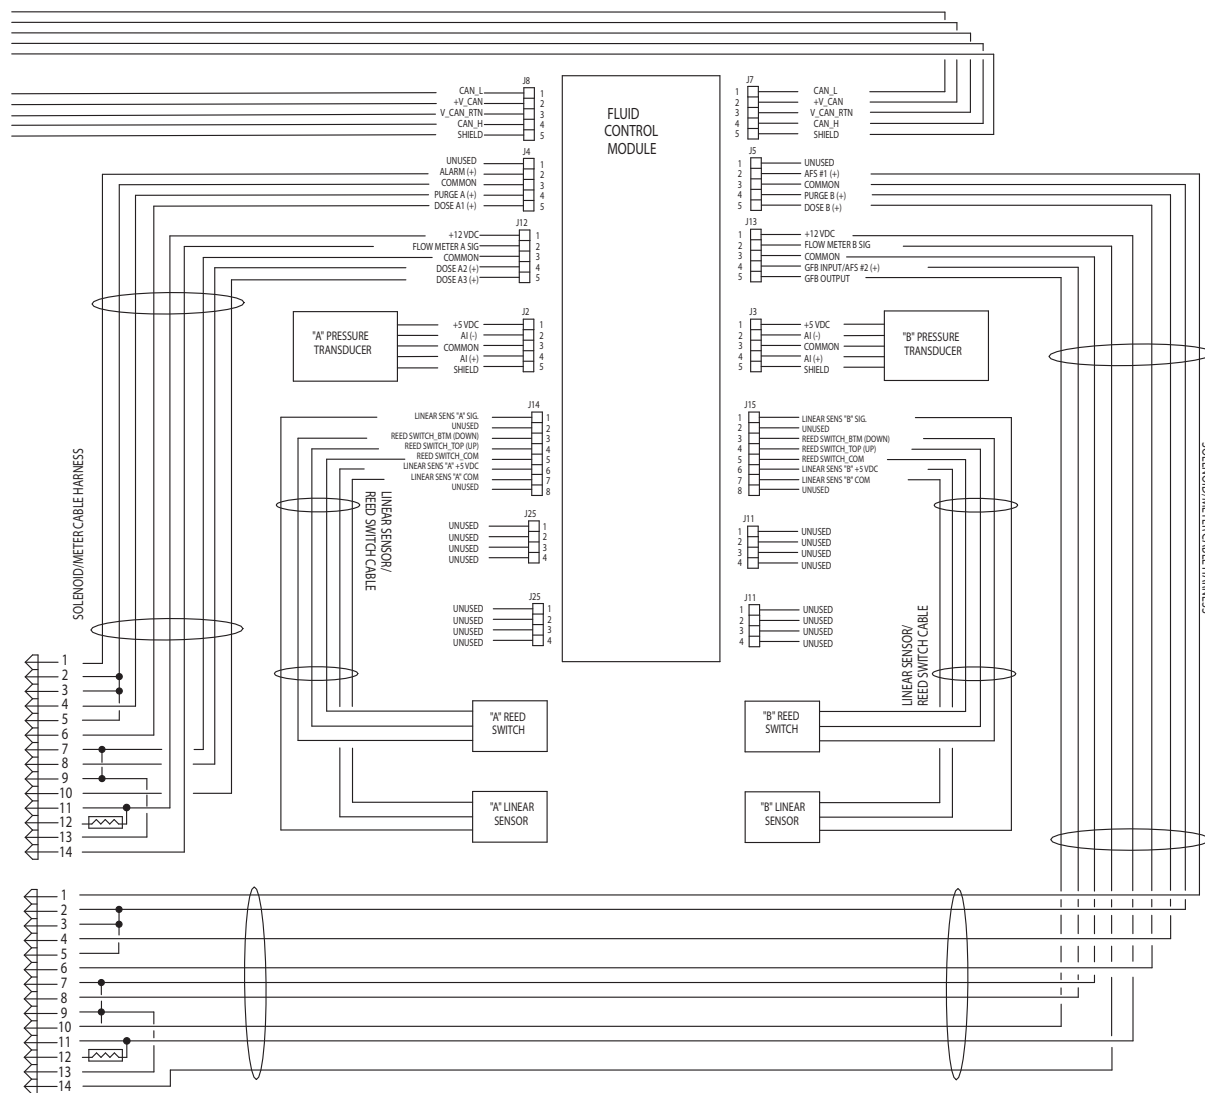 FLUID
CONTROL
MODULE
J8
CAN_L 1
+V_CAN 2
V_CAN_RTN 3
CAN_H 4
SHIELD 5
J7
1 CAN_L
2 +V_CAN
3 V_CAN_RTN
4 CAN_H
5 SHIELD
J4
UNUSED 1
ALARM (+) 2
COMMON 3
PURGE A (+) 4
DOSE A1 (+) 5
J5
1 UNUSED
2 AFS #1 (+)
3 COMMON
4 PURGE B (+)
5 DOSE B (+)
J12
+12 VDC 1
FLOW METER A SIG 2
COMMON 3
DOSE A2 (+) 4
DOSE A3 (+) 5
J13
1 +12 VDC
2 FLOW METER B SIG
3 COMMON
4 GFB INPUT/AFS #2 (+)
5 GFB OUTPUT
"A" PRESSURE
TRANSDUCER
J2
+5 VDC 1
AI (-) 2
COMMON 3
AI (+) 4
SHIELD 5
J3
1 +5 VDC
2 AI (-)
3 COMMON
4 AI (+)
5 SHIELD
"B" PRESSURE
TRANSDUCER
J14
LINEAR SENS "A" SIG. 1
UNUSED 2
REED SWITCH_BTM (DOWN) 3
REED SWITCH_TOP (UP) 4
REED SWITCH_COM 5
LINEAR SENS "A" +5 VDC 6
LINEAR SENS "A" COM 7
UNUSED 8
J15
1 LINEAR SENS "B" SIG.
2 UNUSED
3 REED SWITCH_BTM (DOWN)
4 REED SWITCH_TOP (UP)
5 REED SWITCH_COM
6 LINEAR SENS "B" +5 VDC
7 LINEAR SENS "B" COM
8 UNUSED
J25
UNUSED 1
UNUSED 2
UNUSED 3
UNUSED 4
J11
1 UNUSED
2 UNUSED
3 UNUSED
4 UNUSED
J25
UNUSED 1
UNUSED 2
UNUSED 3
UNUSED 4
J11
1 UNUSED
2 UNUSED
3 UNUSED
4 UNUSED
SOLENOID/METER CABLE HARNESS
LINEAR SENSOR/
REED SWITCH CABLE
LINEAR SENSOR/
REED SWITCH CABLE
SOLENOID/METER CABLE HARNESS
"A" REED
SWITCH
"B" REED
SWITCH
"A" LINEAR
SENSOR
"B" LINEAR
SENSOR
1
2
3
4
5
6
7
8
9
10
11
12
13
14
1
2
3
4
5
6
7
8
9
10
11
12
13
14